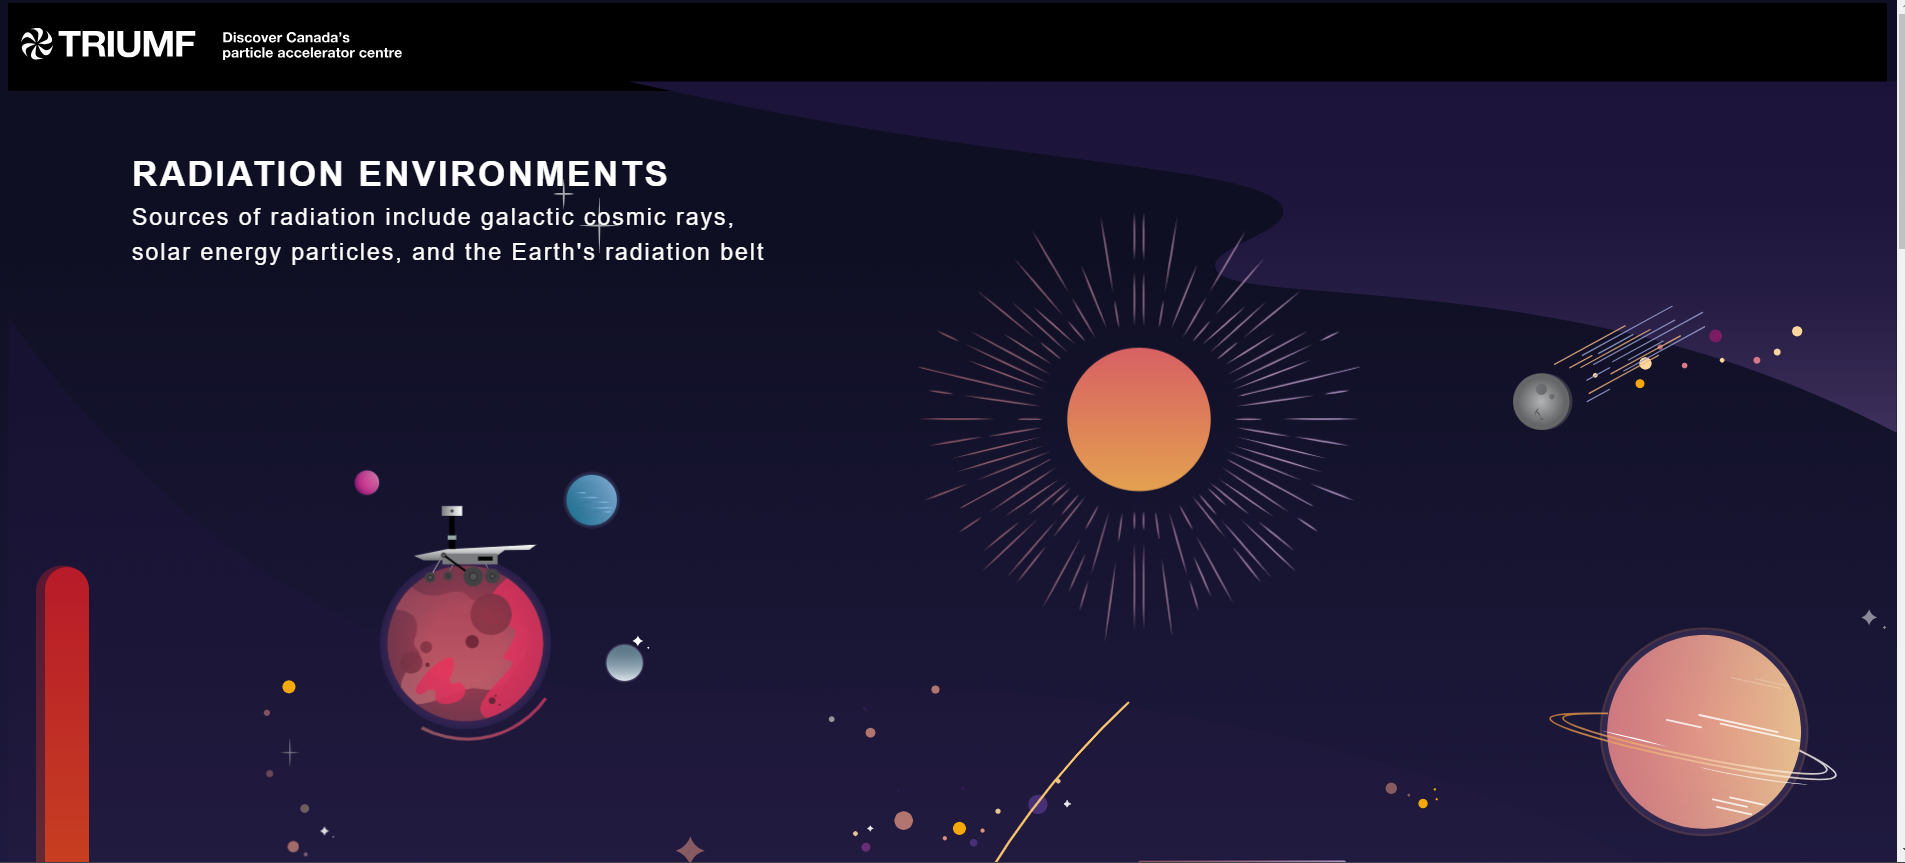 TRIUMF
Discover Canada's
particle accelerator centre
RADIATION ENVIRONMENTS
Sources of radiation include galactic cosmic rays,
solar energy particles, and the Earth's radiation belt